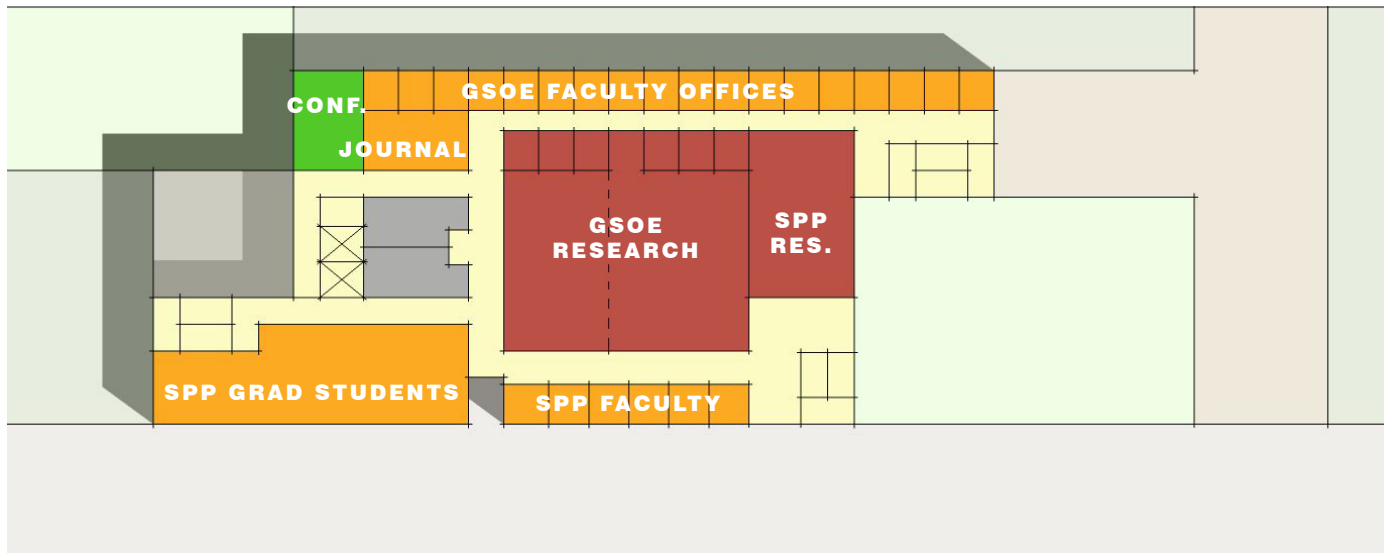 GSOE FACULTY OFFICES
CONF.
JOURNAL
GSOE
RESEARCH
SPP
RES.
SPP GRAD STUDENTS
SPP FACULTY